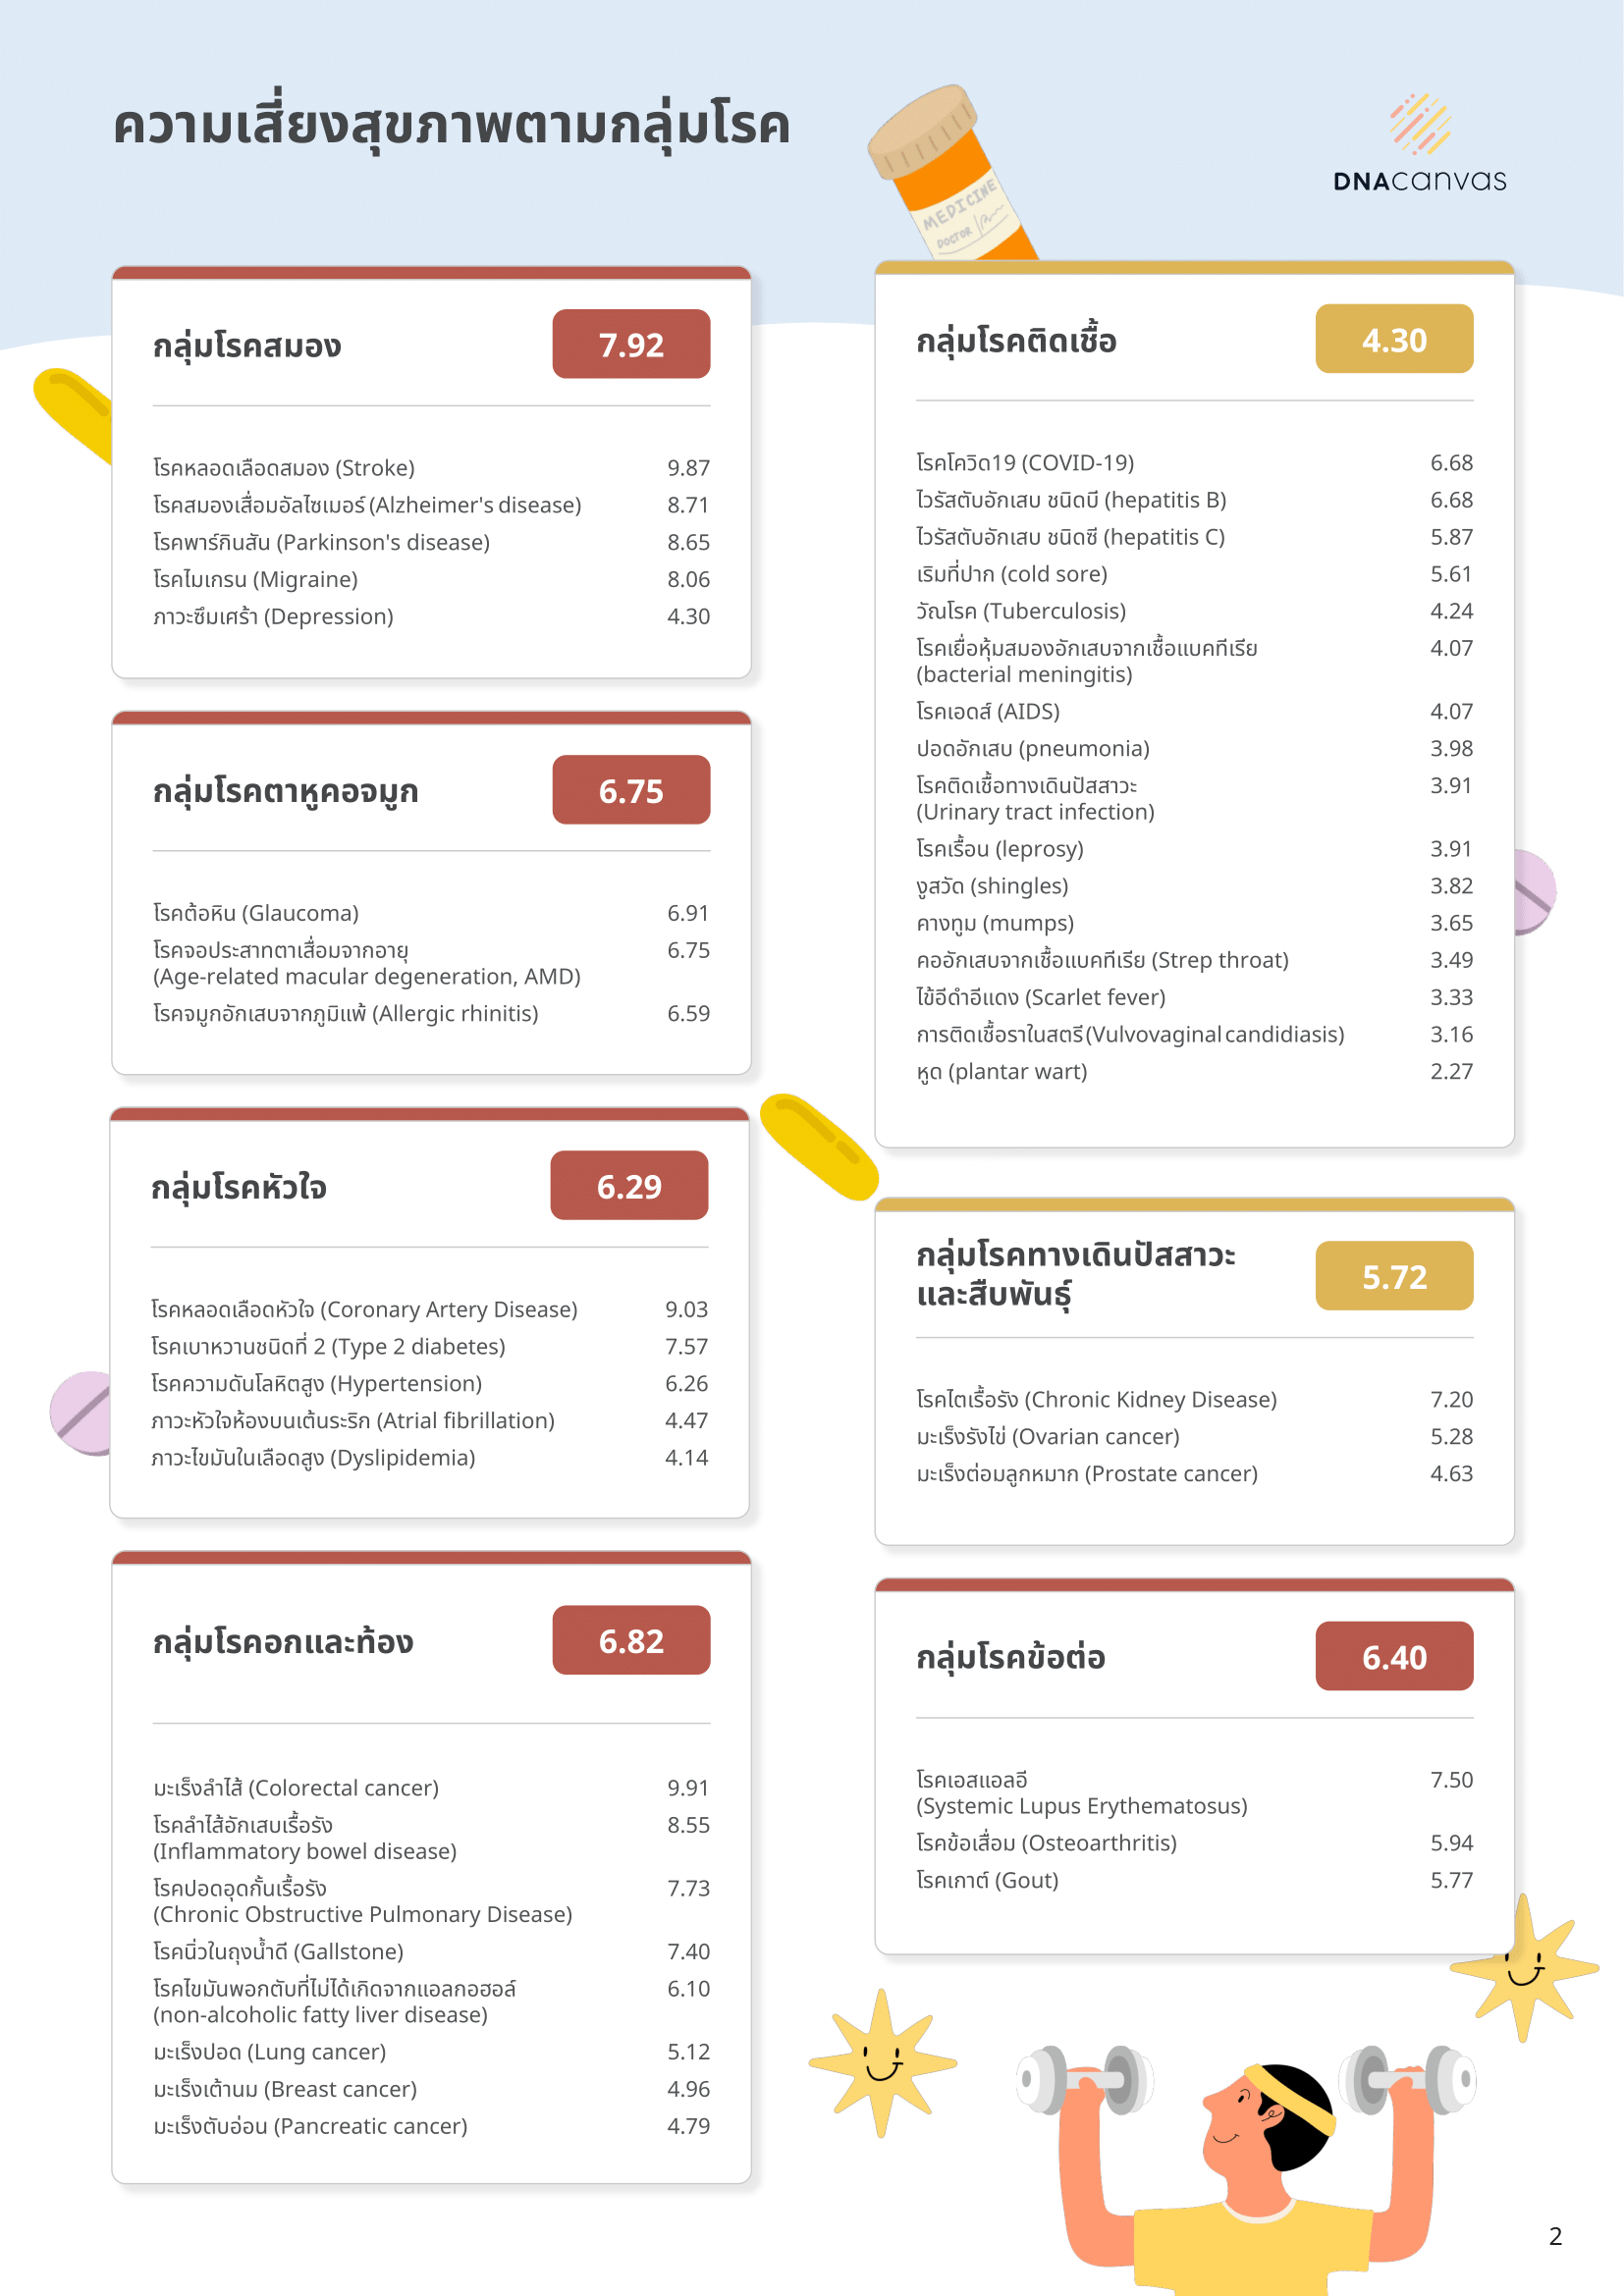 ความเสี่ยงสุขภาพตามกลุ่มโรค
MEDICINE
DOCTOR
DNAcanvas
กลุ่มโรคสมอง 7.92
โรคหลอดเลือดสมอง (Stroke) 9.87
โรคสมองเสื่อมอัลไซเมอร์ (Alzheimer's disease) 8.71
โรคพาร์กินสัน (Parkinson's disease) 8.65
โรคไมเกรน (Migraine) 8.06
ภาวะซึมเศร้า (Depression) 4.30
กลุ่มโรคตาหูคอจมูก 6.75
โรคต้อหิน (Glaucoma) 6.91
โรคจอประสาทตาเสื่อมจากอายุ 6.75
(Age-related macular degeneration, AMD)
โรคจมูกอักเสบจากภูมิแพ้ (Allergic rhinitis) 6.59
กลุ่มโรคหัวใจ 6.29
โรคหลอดเลือดหัวใจ (Coronary Artery Disease) 9.03
โรคเบาหวานชนิดที่ 2 (Type 2 diabetes) 7.57
โรคความดันโลหิตสูง (Hypertension) 6.26
ภาวะหัวใจห้องบนเต้นระริก (Atrial fibrillation) 4.47
ภาวะไขมันในเลือดสูง (Dyslipidemia) 4.14
กลุ่มโรคอกและท้อง 6.82
มะเร็งลำไส้ (Colorectal cancer) 9.91
โรคลำไส้อักเสบเรื้อรัง 8.55
(Inflammatory bowel disease)
โรคปอดอุดกั้นเรื้อรัง 7.73
(Chronic Obstructive Pulmonary Disease)
โรคนิ่วในถุงน้ำดี (Gallstone) 7.40
โรคไขมันพอกตับที่ไม่ได้เกิดจากแอลกอฮอล์ 6.10
(non-alcoholic fatty liver disease)
มะเร็งปอด (Lung cancer) 5.12
มะเร็งเต้านม (Breast cancer) 4.96
มะเร็งตับอ่อน (Pancreatic cancer) 4.79
กลุ่มโรคติดเชื้อ 4.30
โรคโควิด19 (COVID-19) 6.68
ไวรัสตับอักเสบ ชนิดบี (hepatitis B) 6.68
ไวรัสตับอักเสบ ชนิดซี (hepatitis C) 5.87
เริมที่ปาก (cold sore) 5.61
วัณโรค (Tuberculosis) 4.24
โรคเยื่อหุ้มสมองอักเสบจากเชื้อแบคทีเรีย 4.07
(bacterial meningitis)
โรคเอดส์ (AIDS) 4.07
ปอดอักเสบ (pneumonia) 3.98
โรคติดเชื้อทางเดินปัสสาวะ 3.91
(Urinary tract infection)
โรคเรื้อน (leprosy) 3.91
งูสวัด (shingles) 3.82
คางทูม (mumps) 3.65
คออักเสบจากเชื้อแบคทีเรีย (Strep throat) 3.49
ไข้อีดำอีแดง (Scarlet fever) 3.33
การติดเชื้อราในสตรี (Vulvovaginal candidiasis) 3.16
หูด (plantar wart) 2.27
กลุ่มโรคทางเดินปัสสาวะ
และสืบพันธุ์ 5.72
โรคไตเรื้อรัง (Chronic Kidney Disease) 7.20
มะเร็งรังไข่ (Ovarian cancer) 5.28
มะเร็งต่อมลูกหมาก (Prostate cancer) 4.63
กลุ่มโรคข้อต่อ 6.40
โรคเอสแอลอี 7.50
(Systemic Lupus Erythematosus)
โรคข้อเสื่อม (Osteoarthritis) 5.94
โรคเกาต์ (Gout) 5.77
2